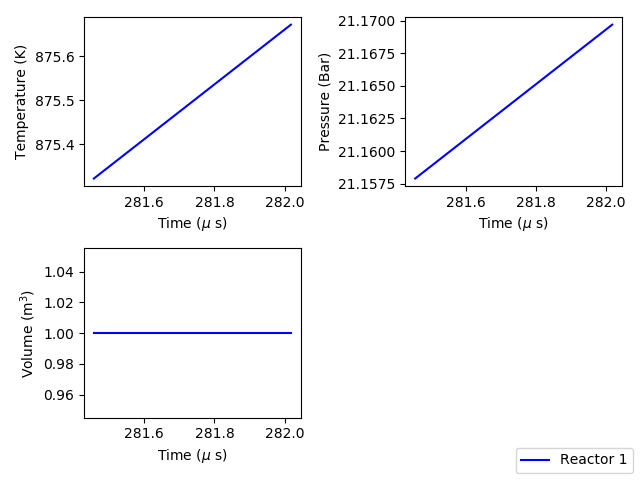 Temperature (K)
875.6
875.5
875.4
281.6 281.8 282.0
Time (μ s)
Pressure (Bar)
21.1700
21.1675
21.1650
21.1625
21.1600
21.1575
281.6 281.8 282.0
Time (μ s)
Volume (m³)
1.04
1.02
1.00
0.98
0.96
281.6 281.8 282.0
Time (μ s)
Reactor 1